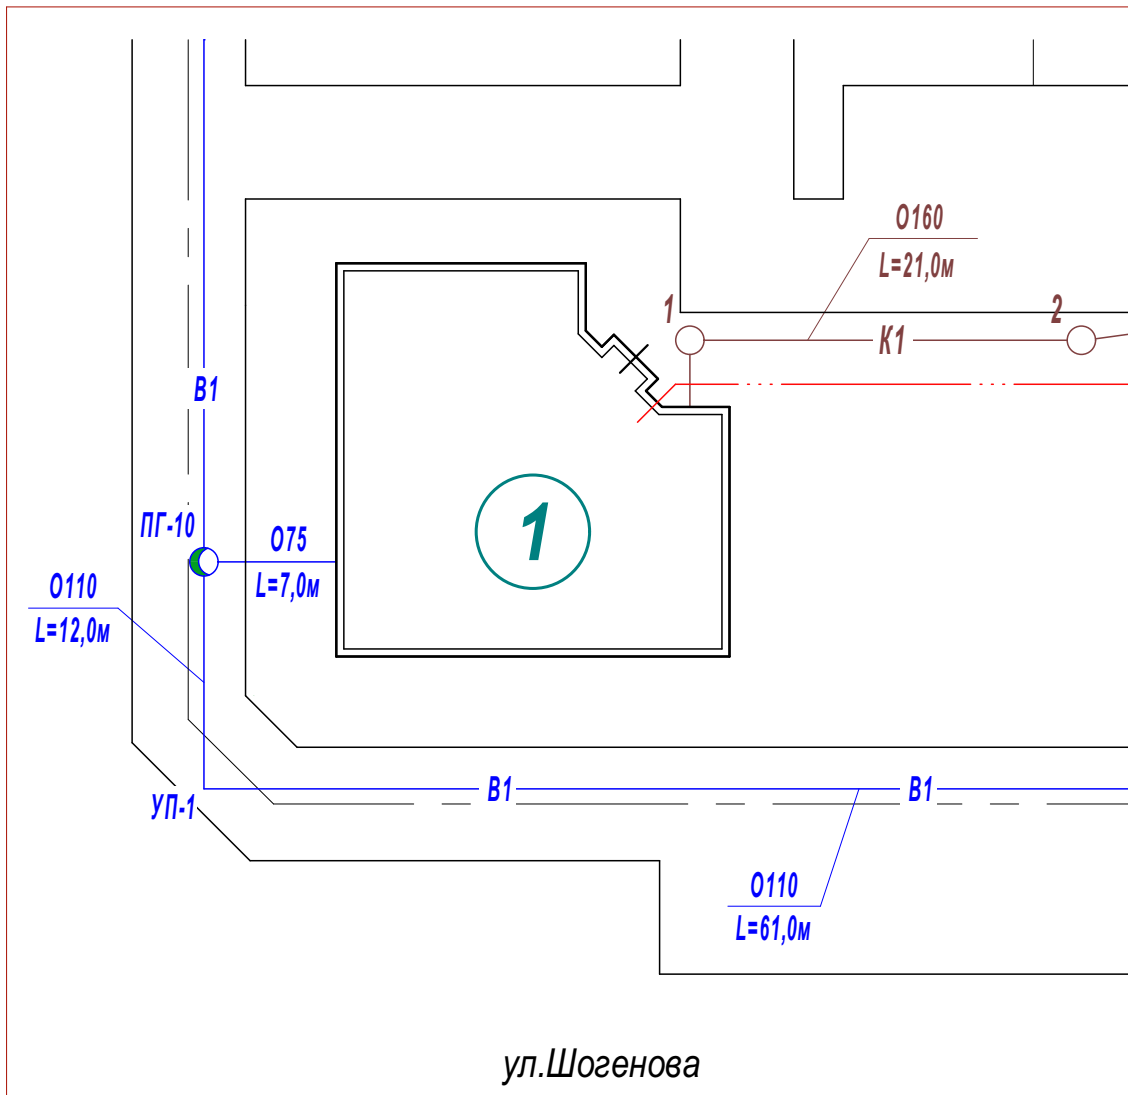 О160
L=21,0м
1
2
К1
В1
ПГ-10
О75
L=7,0м
1
О110
L=12,0м
УП-1
В1
В1
О110
L=61,0м
ул.Шогенова